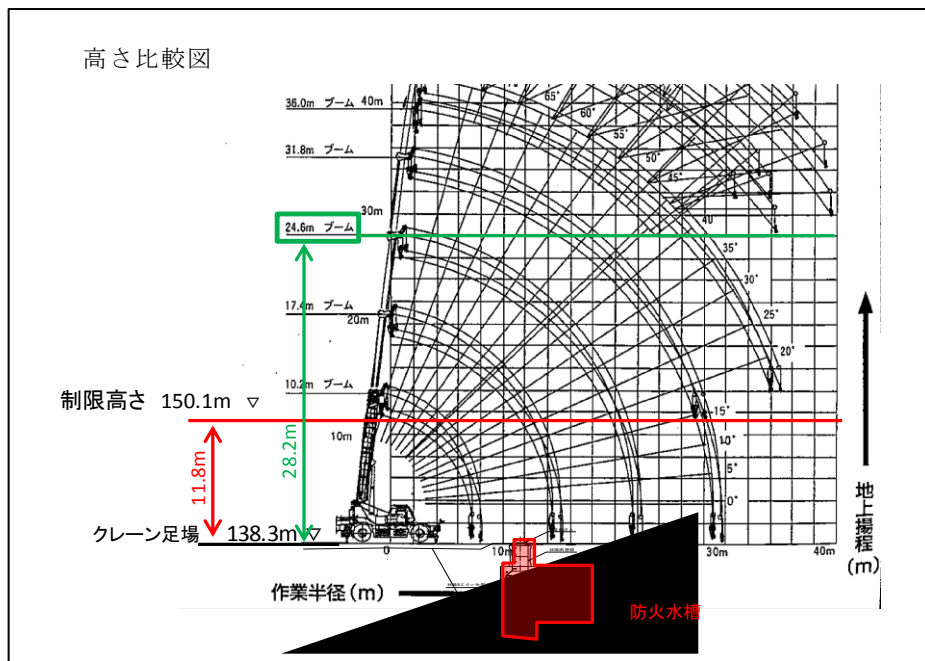 高さ比較図
36.0m ブーム
40m
65°
60°
55°
31.8m ブーム
50°
45°
30m
40
24.6m ブーム
35°
30°
25°
17.4m ブーム
20m
20°
10.2m ブーム
制限高さ 150.1m ▽
15°
10m
10°
5°
0°
11.8m
28.2m
地上揚程(m)
クレーン足場 138.3m ▽
0
10m
30m
40m
作業半径(m)
防火水槽